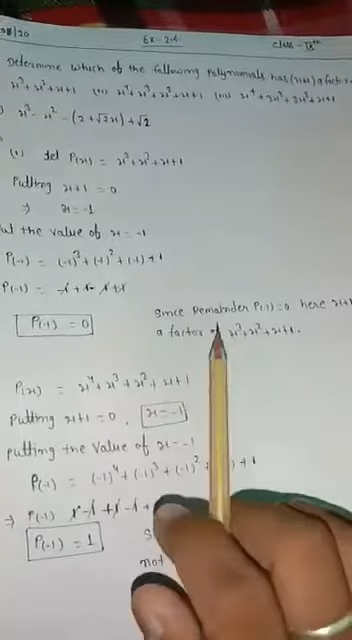 Ex-2.4
Class-
Determine which of the following polynomials has (x+1) a factor
x³+x²+x+1 (ii) x⁴+x³+x²+x+1 (iii) x⁴+3x³+3x²+x+1
x³-x²-(2+√2)x+√2
(i) Let P(x) = x³+x²+x+1
Putting x+1=0
⇒ x=-1
Put the value of x=-1
P(-1) = (-1)³+(-1)²+(-1)+1
P(-1) = -1+1-1+1
P(-1) = 0
Since Remainder P(-1)=0 here x+1
a factor of x³+x²+x+1.
P(x) = x⁴+x³+x²+x+1
Putting x+1=0, x=-1
putting the value of x=-1
P(-1) = (-1)⁴+(-1)³+(-1)²+ ) +1
⇒ P(-1) 1-1+1-1+
P(-1) = 1
not